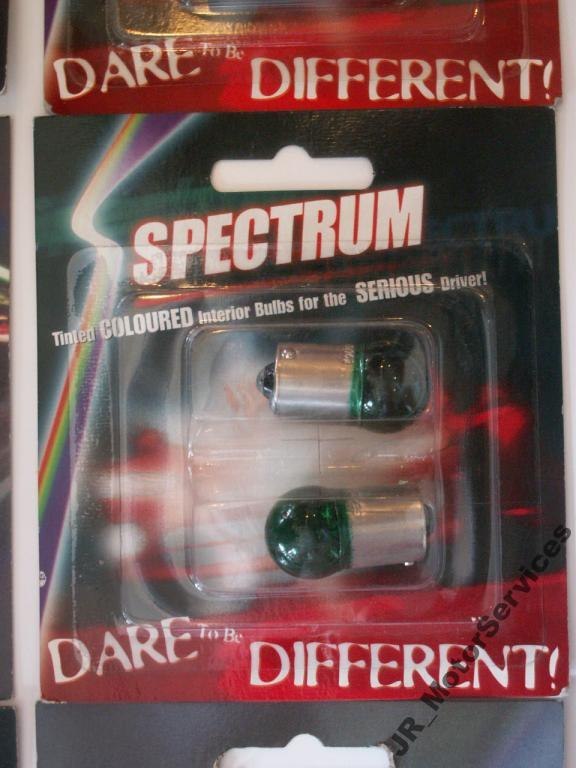 DARE To Be DIFFERENT!
SPECTRUM
Tinted COLOURED Interior Bulbs for the SERIOUS Driver!
DARE To Be DIFFERENT!
JR_MotorServices